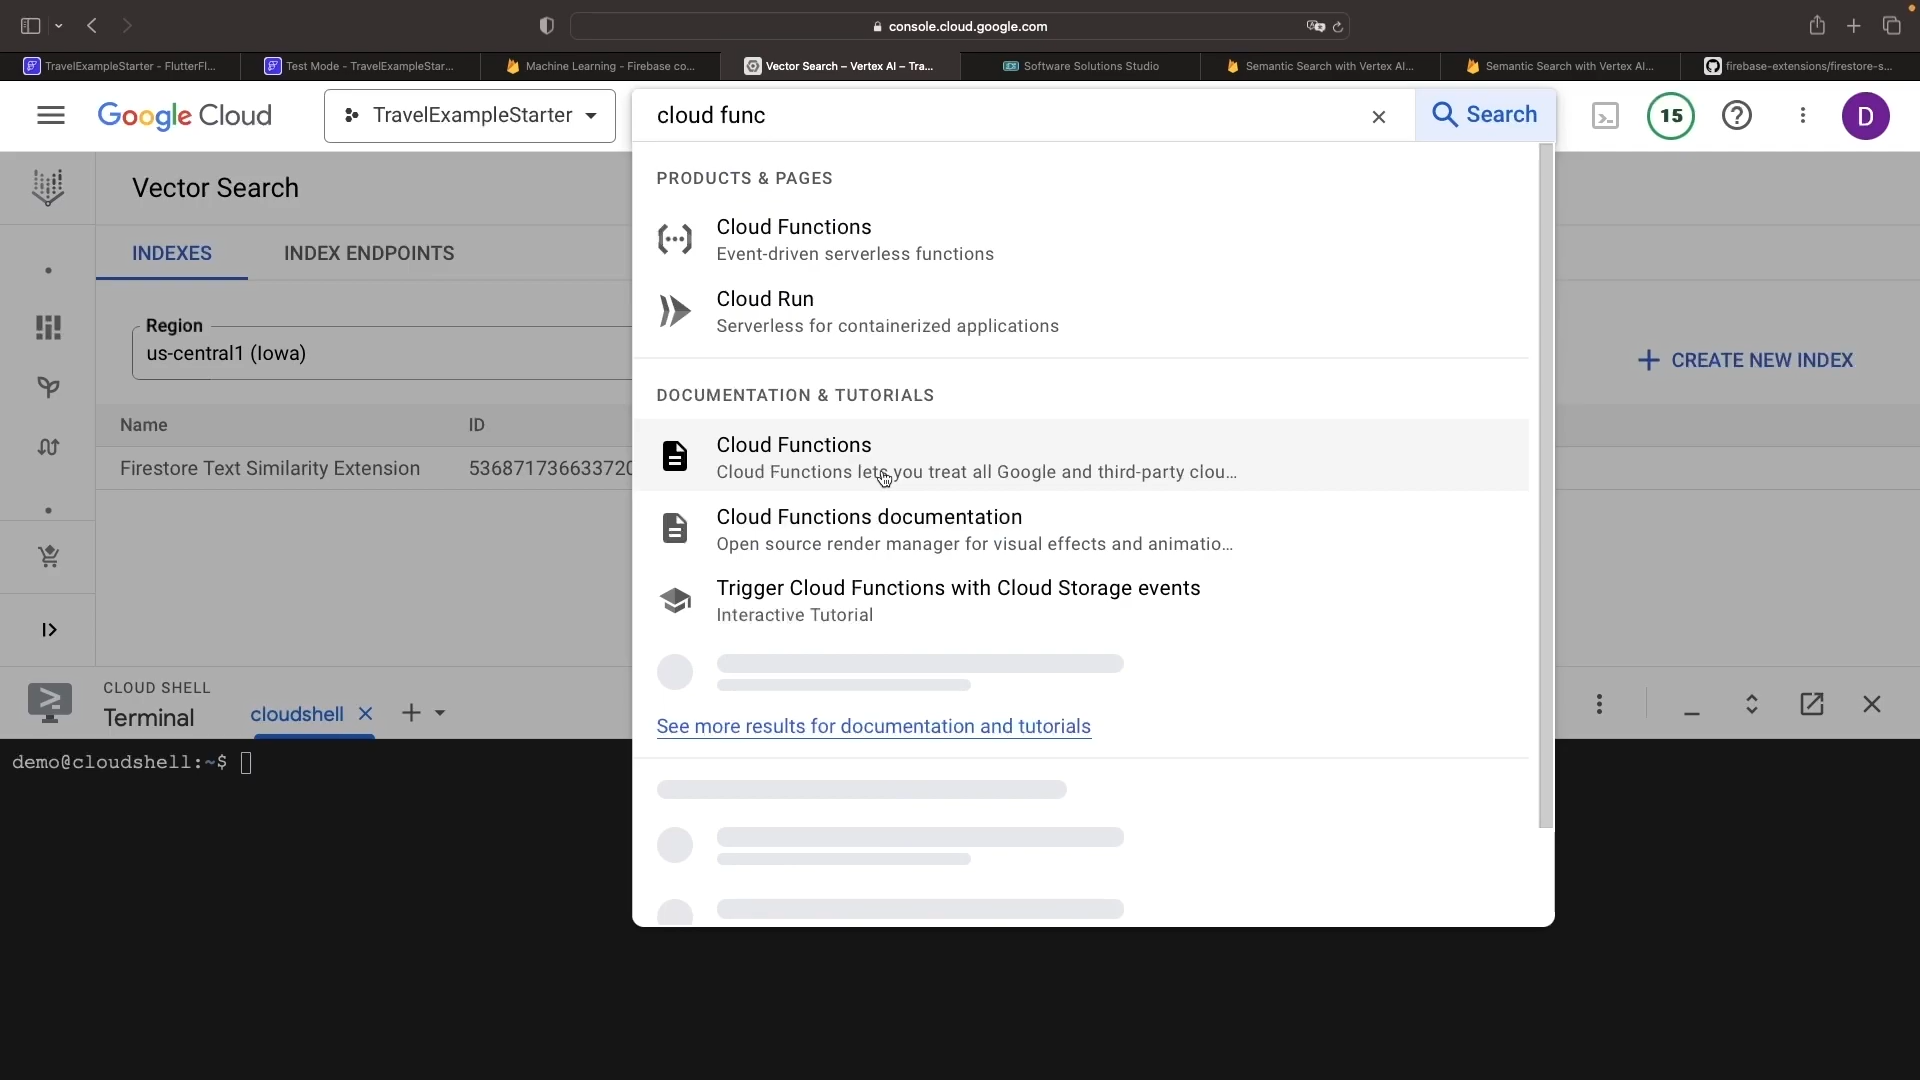 console.cloud.google.com
TravelExampleStarter - FlutterFl...
Test Mode - TravelExampleStar...
Machine Learning - Firebase co...
Vector Search – Vertex AI – Tra...
Software Solutions Studio
Semantic Search with Vertex AI...
Semantic Search with Vertex AI...
firebase-extensions/firestore-s...
Google Cloud
TravelExampleStarter
cloud func
Search
15
D
Vector Search
INDEXES
INDEX ENDPOINTS
Region
us-central1 (Iowa)
CREATE NEW INDEX
Name
ID
Firestore Text Similarity Extension
53687173663372
PRODUCTS & PAGES
Cloud Functions
Event-driven serverless functions
Cloud Run
Serverless for containerized applications
DOCUMENTATION & TUTORIALS
Cloud Functions
Cloud Functions lets you treat all Google and third-party clou...
Cloud Functions documentation
Open source render manager for visual effects and animatio...
Trigger Cloud Functions with Cloud Storage events
Interactive Tutorial
See more results for documentation and tutorials
CLOUD SHELL
Terminal
cloudshell
demo@cloudshell:~$